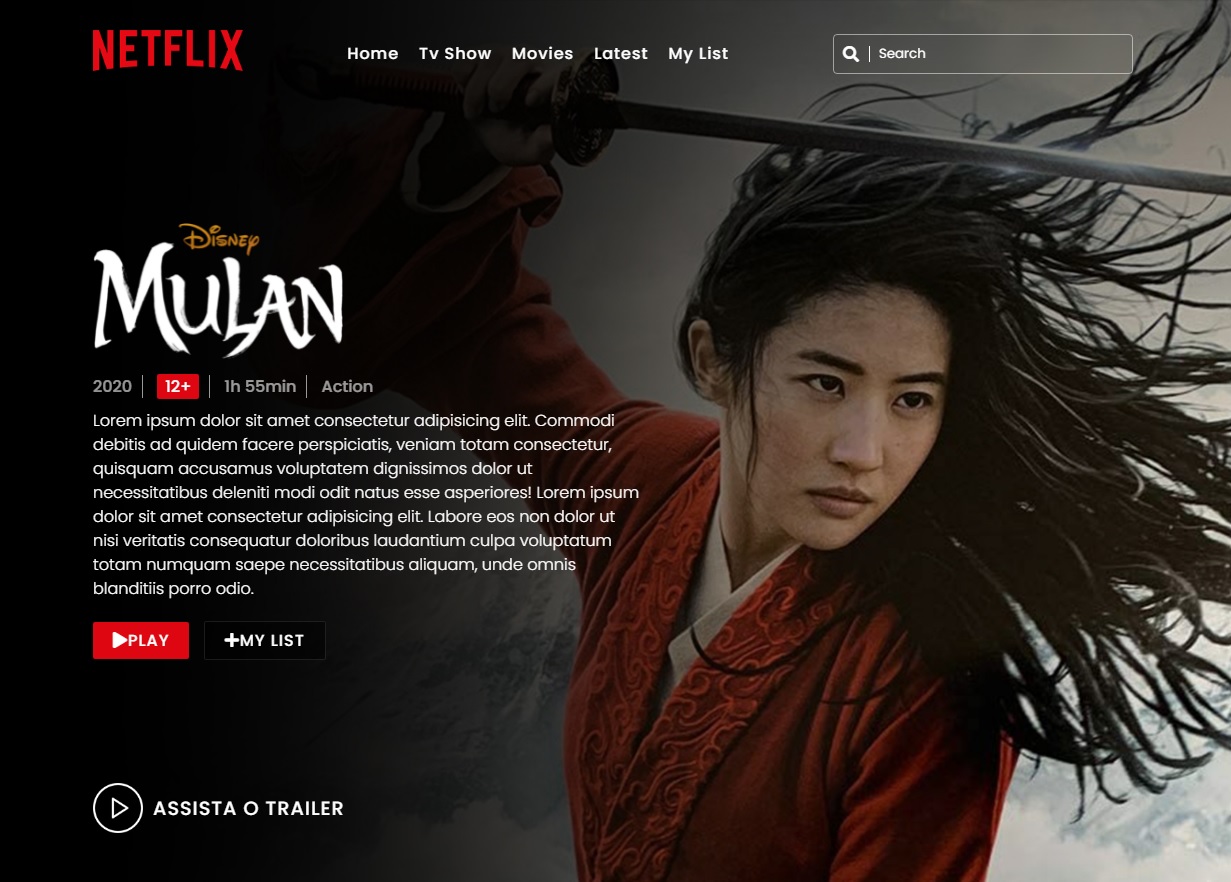 NETFLIX
Home Tv Show Movies Latest My List
Search
Disney
MULAN
2020 12+ 1h 55min Action
Lorem ipsum dolor sit amet consectetur adipisicing elit. Commodi
debitis ad quidem facere perspiciatis, veniam totam consectetur,
quisquam accusamus voluptatem dignissimos dolor ut
necessitatibus deleniti modi odit natus esse asperiores! Lorem ipsum
dolor sit amet consectetur adipisicing elit. Labore eos non dolor ut
nisi veritatis consequatur doloribus laudantium culpa voluptatum
totam numquam saepe necessitatibus aliquam, unde omnis
blanditiis porro odio.
PLAY
MY LIST
ASSISTA O TRAILER